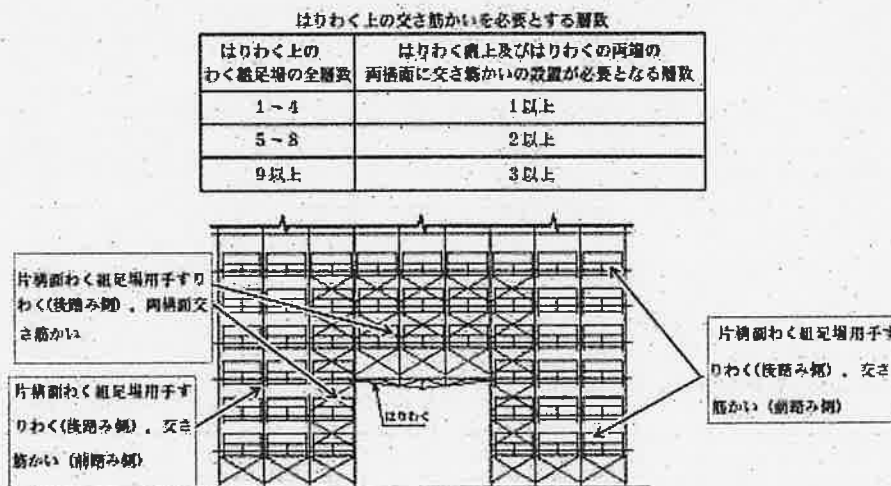 はりわく上の交さ筋かいを必要とする層数
はりわく上の
わく組足場の全層数
はりわく直上及びはりわくの両端の
両構面に交さ筋かいの設置が必要となる層数
1~4
1以上
5~8
2以上
9以上
3以上
片構面わく組足場用手すり
わく(後踏み側)、両構面交
さ筋かい
片構面わく組足場用手す
りわく(後踏み側)、交さ
筋かい(前踏み側)
はりわく
片構面わく組足場用手す
りわく(後踏み側)、交さ
筋かい(前踏み側)